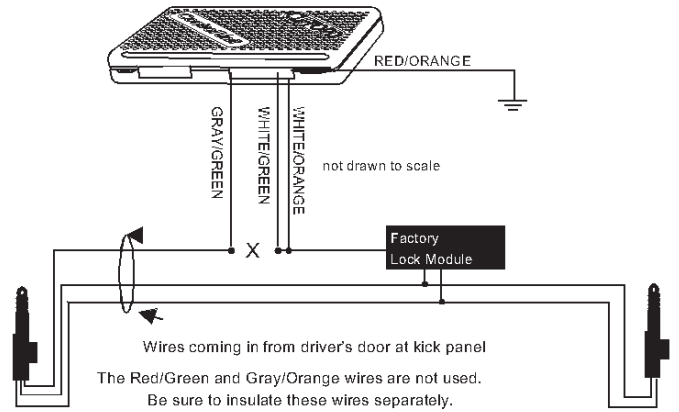 RED/ORANGE
GRAY/GREEN
WHITE/GREEN
WHITE/ORANGE
not drawn to scale
X
Factory
Lock Module
Wires coming in from driver's door at kick panel
The Red/Green and Gray/Orange wires are not used.
Be sure to insulate these wires separately.